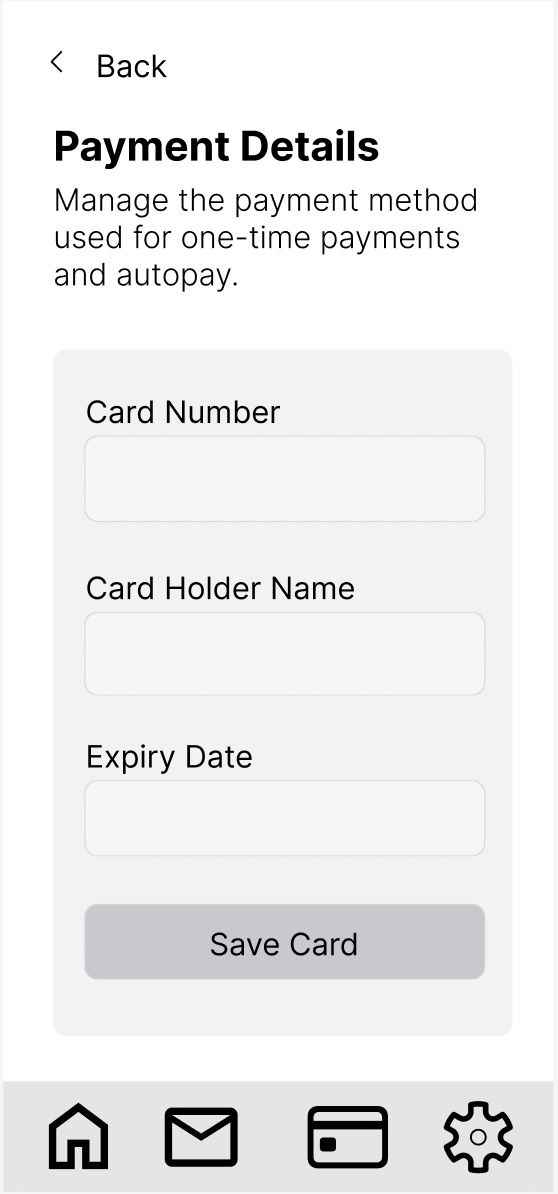 Back
Payment Details
Manage the payment method
used for one-time payments
and autopay.
Card Number
Card Holder Name
Expiry Date
Save Card